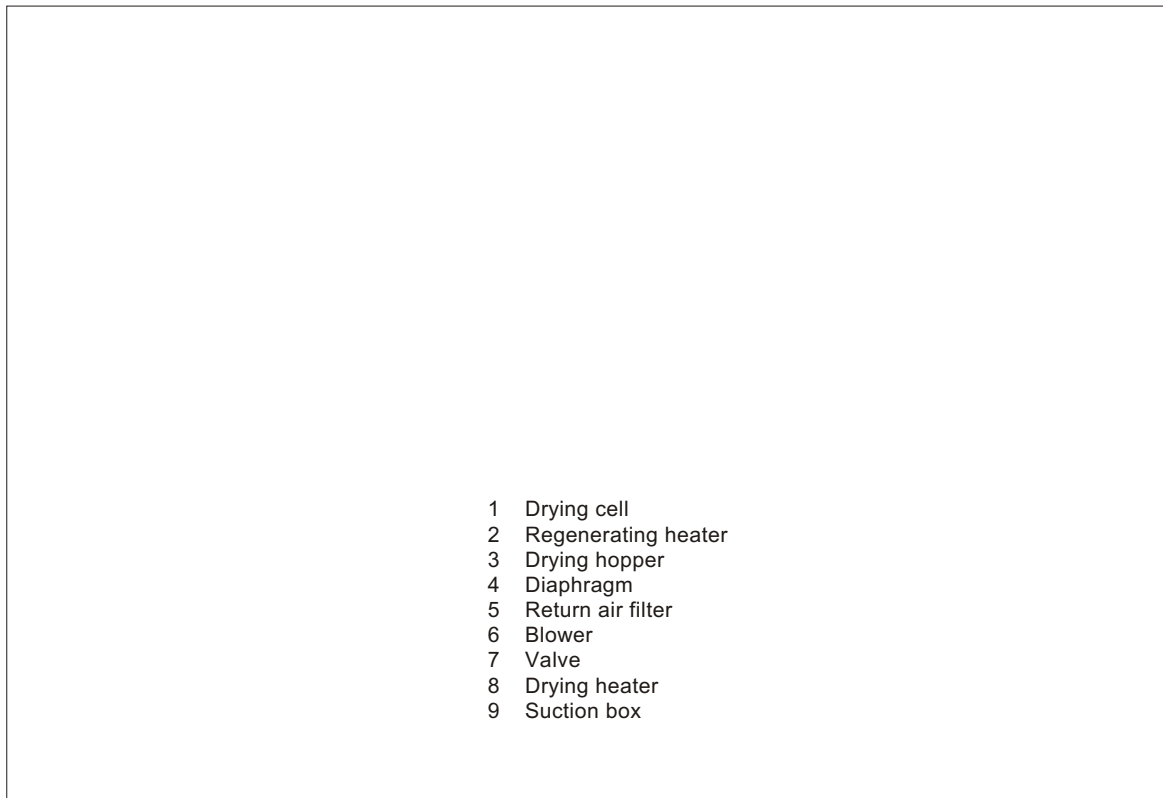 1 Drying cell
2 Regenerating heater
3 Drying hopper
4 Diaphragm
5 Return air filter
6 Blower
7 Valve
8 Drying heater
9 Suction box